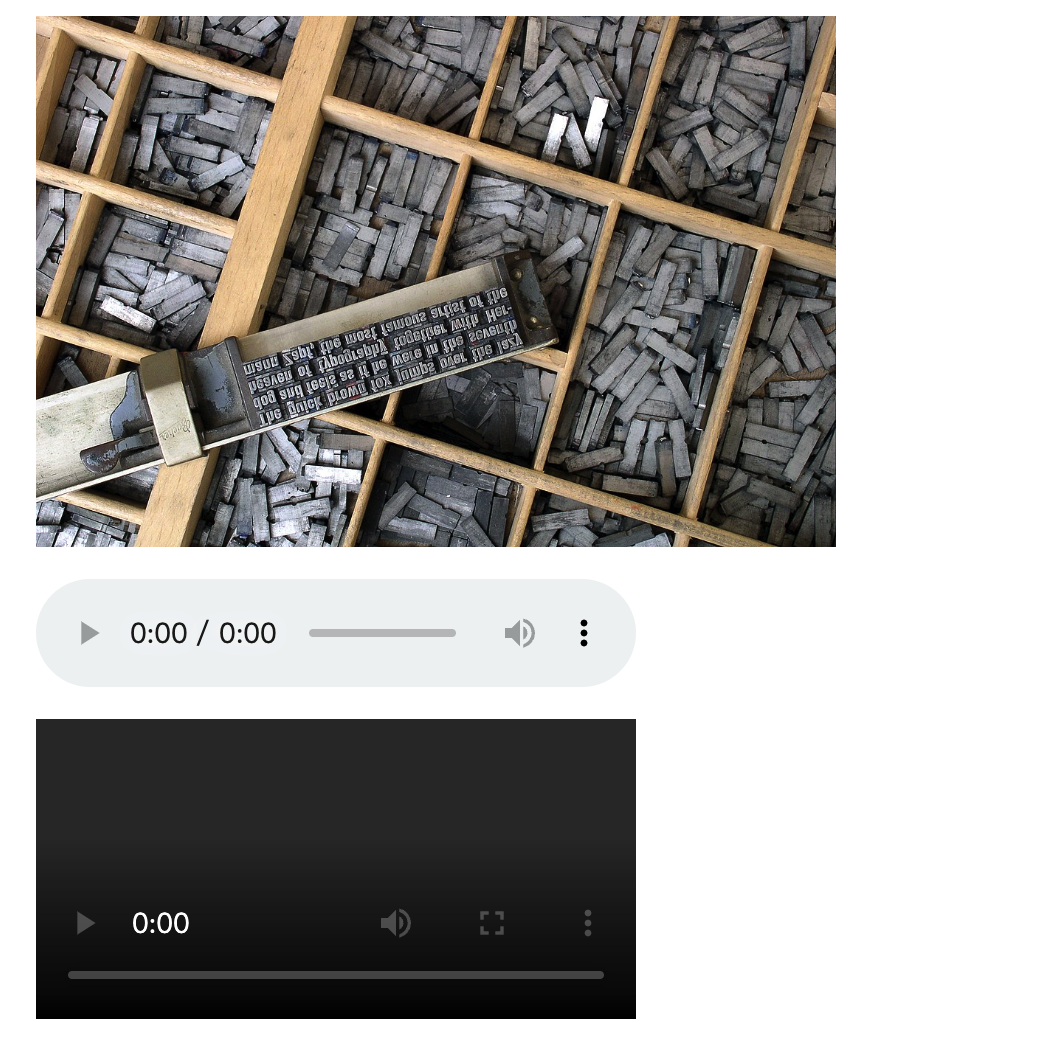 The quick brown fox jumps over the lazy
dog and feels as if he were in the seventh
heaven of typography together with Her-
mann Zapf, the most famous artist of the
0:00 / 0:00
0:00